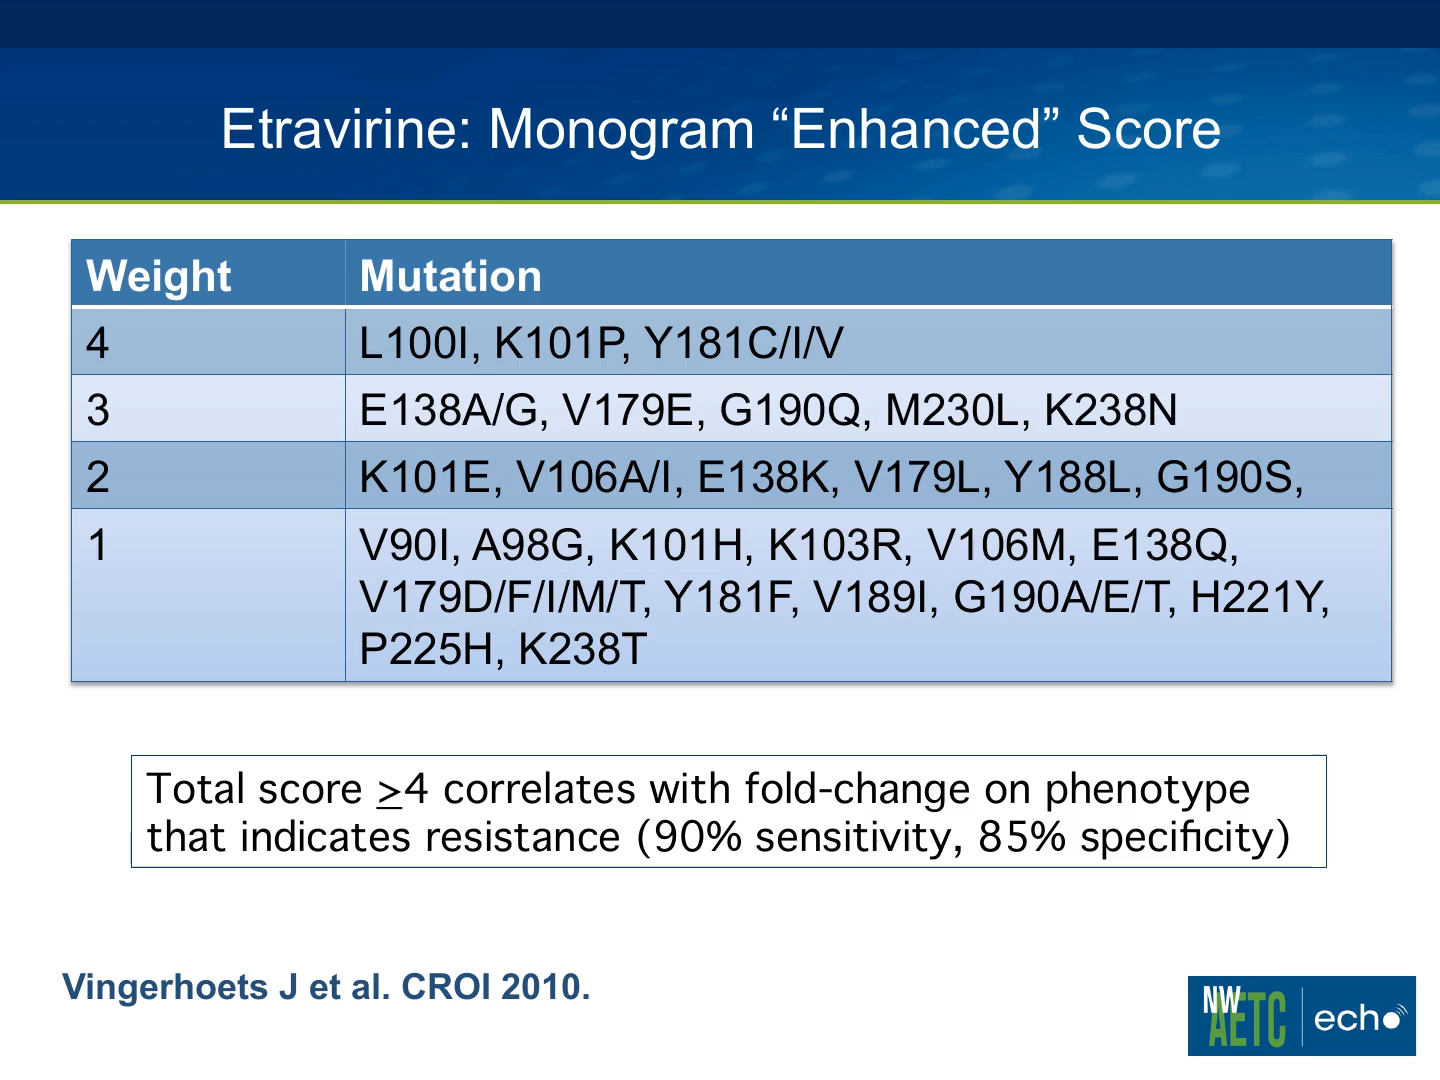 Etravirine: Monogram “Enhanced” Score
Weight Mutation
4 L100I, K101P, Y181C/I/V
3 E138A/G, V179E, G190Q, M230L, K238N
2 K101E, V106A/I, E138K, V179L, Y188L, G190S,
1 V90I, A98G, K101H, K103R, V106M, E138Q,
V179D/F/I/M/T, Y181F, V189I, G190A/E/T, H221Y,
P225H, K238T
Total score ≥4 correlates with fold-change on phenotype
that indicates resistance (90% sensitivity, 85% specificity)
Vingerhoets J et al. CROI 2010.
NW
AETC echo